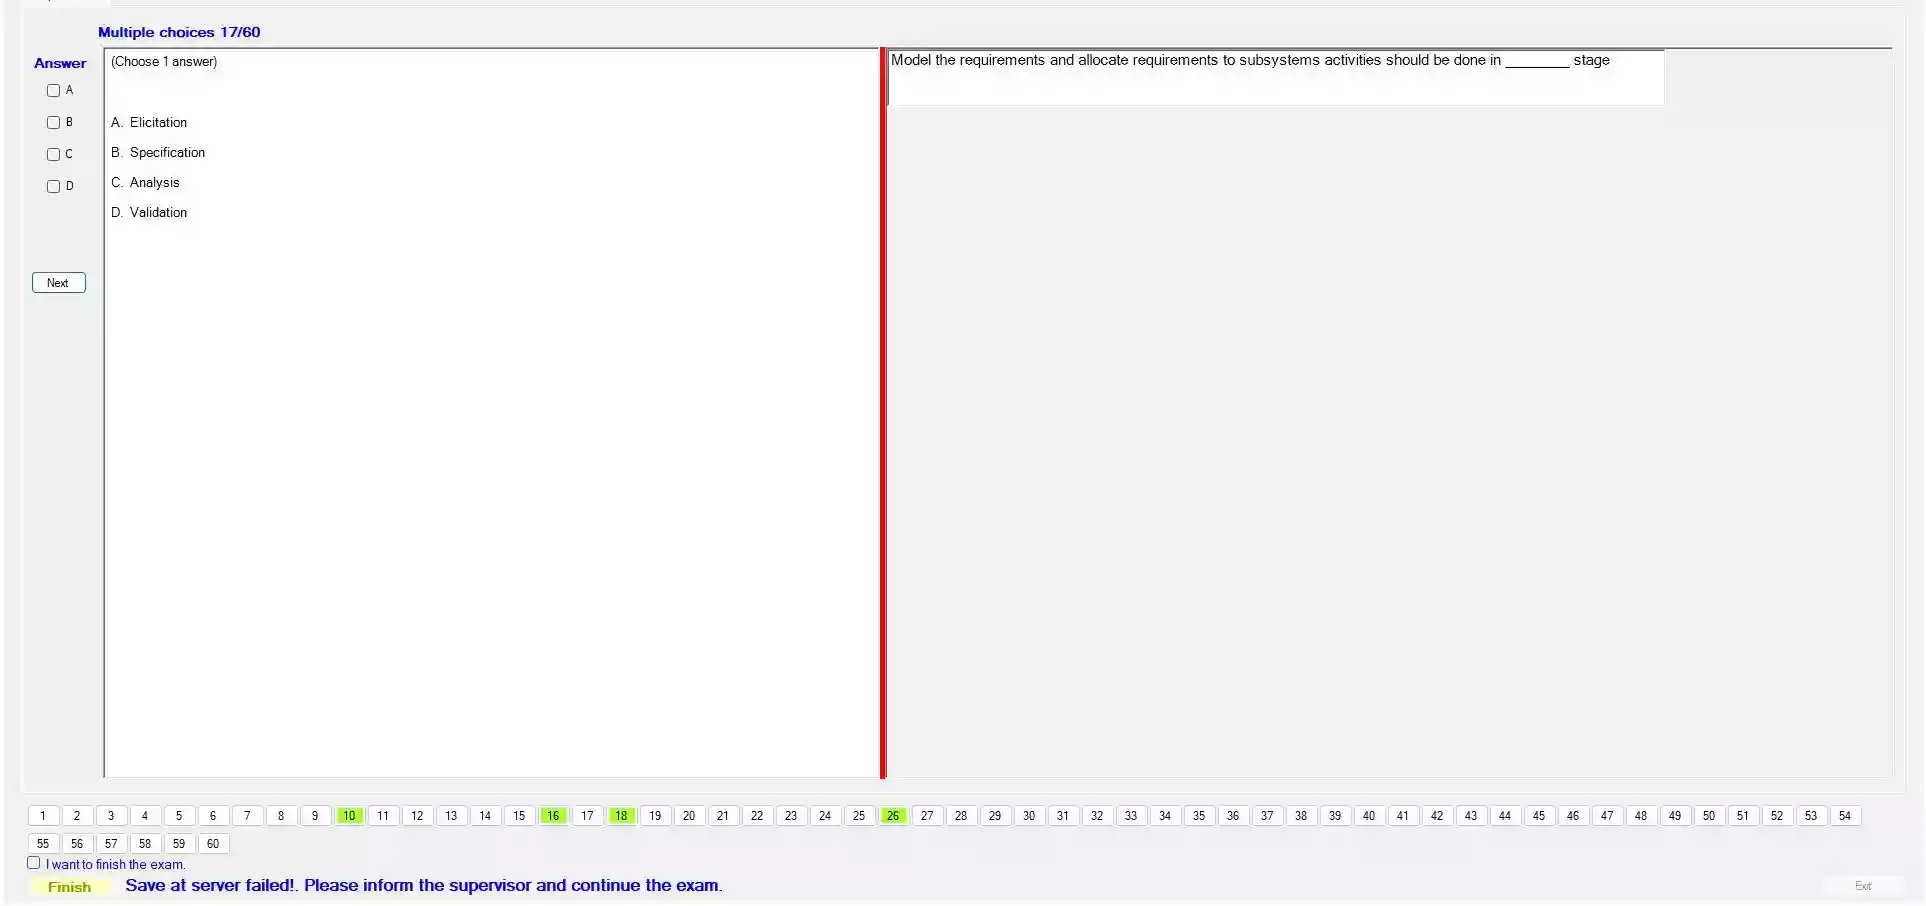 Multiple choices 17/60
Answer
(Choose 1 answer)
Model the requirements and allocate requirements to subsystems activities should be done in ________ stage
A
B
C
D
A. Elicitation
B. Specification
C. Analysis
D. Validation
Next
1 2 3 4 5 6 7 8 9 10 11 12 13 14 15 16 17 18 19 20 21 22 23 24 25 26 27 28 29 30 31 32 33 34 35 36 37 38 39 40 41 42 43 44 45 46 47 48 49 50 51 52 53 54
55 56 57 58 59 60
I want to finish the exam.
Finish Save at server failed!. Please inform the supervisor and continue the exam.
Exit